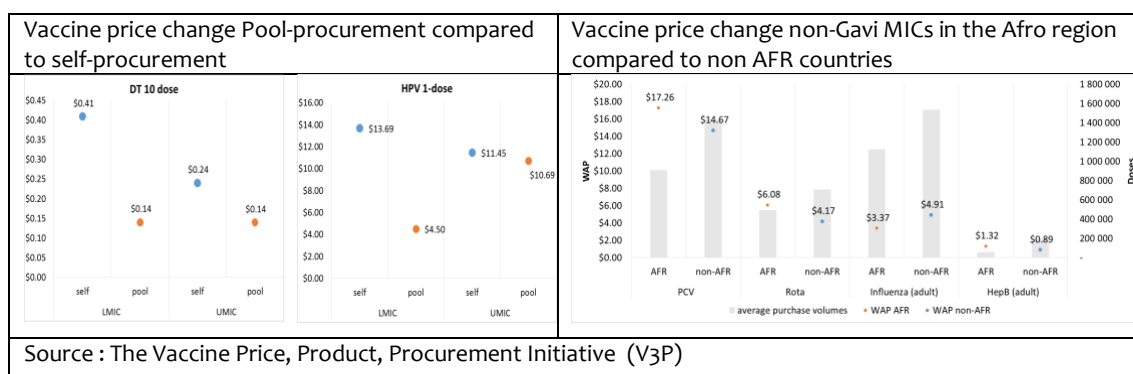 Vaccine price change Pool-procurement compared
to self-procurement
Vaccine price change non-Gavi MICs in the Afro region
compared to non AFR countries
DT 10 dose
$0.45
$0.40
$0.35
$0.30
$0.25
$0.20
$0.15
$0.10
$0.05
$0.00
$0.41
$0.14
$0.24
$0.14
self pool self pool
LMIC UMIC
HPV 1-dose
$16.00
$14.00
$12.00
$10.00
$8.00
$6.00
$4.00
$2.00
$0.00
$13.69
$4.50
$11.45
$10.69
self pool self pool
LMIC UMIC
WAP
$20.00
$18.00
$16.00
$14.00
$12.00
$10.00
$8.00
$6.00
$4.00
$2.00
$0.00
$17.26
$14.67
$6.08
$4.17
$3.37
$4.91
$1.32
$0.89
1 800 000
1 600 000
1 400 000
1 200 000
1 000 000
800 000
600 000
400 000
200 000
-
Doses
AFR non-AFR AFR non-AFR AFR non-AFR AFR non-AFR
PCV Rota Influenza (adult) HepB (adult)
average purchase volumes WAP AFR WAP non-AFR
Source : The Vaccine Price, Product, Procurement Initiative (V3P)